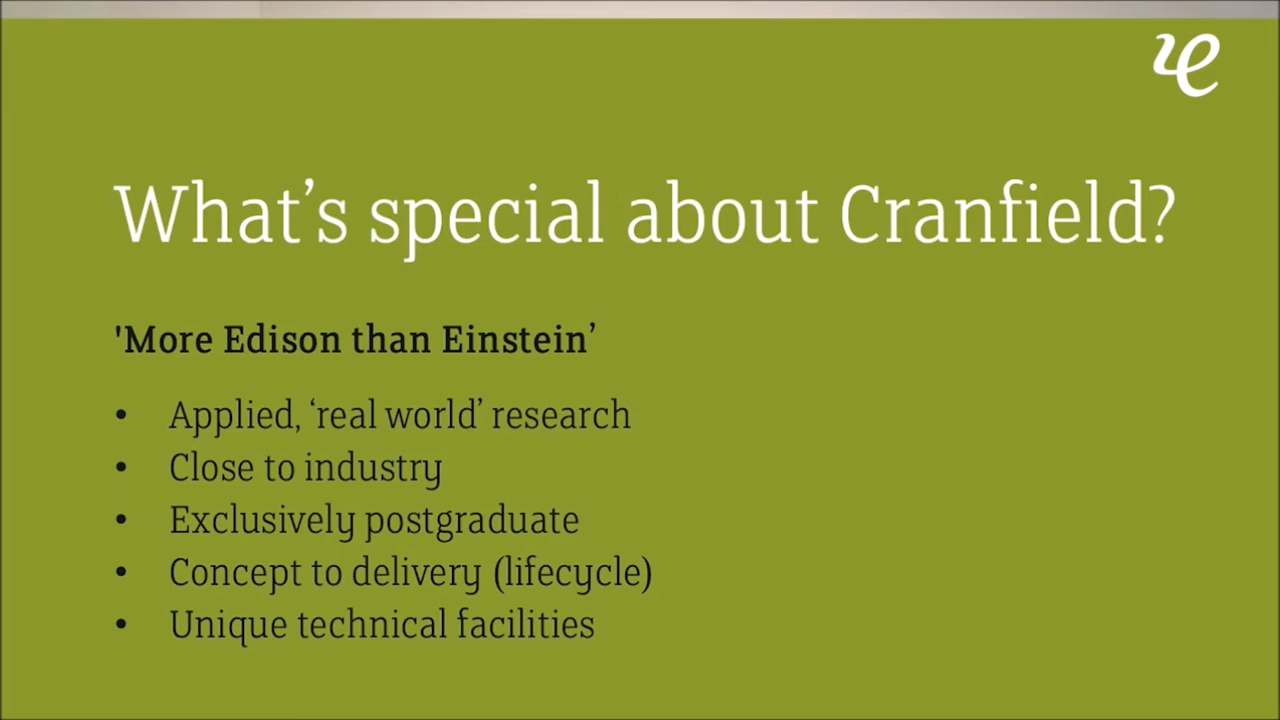 What’s special about Cranfield?
'More Edison than Einstein’
• Applied, ‘real world’ research
• Close to industry
• Exclusively postgraduate
• Concept to delivery (lifecycle)
• Unique technical facilities